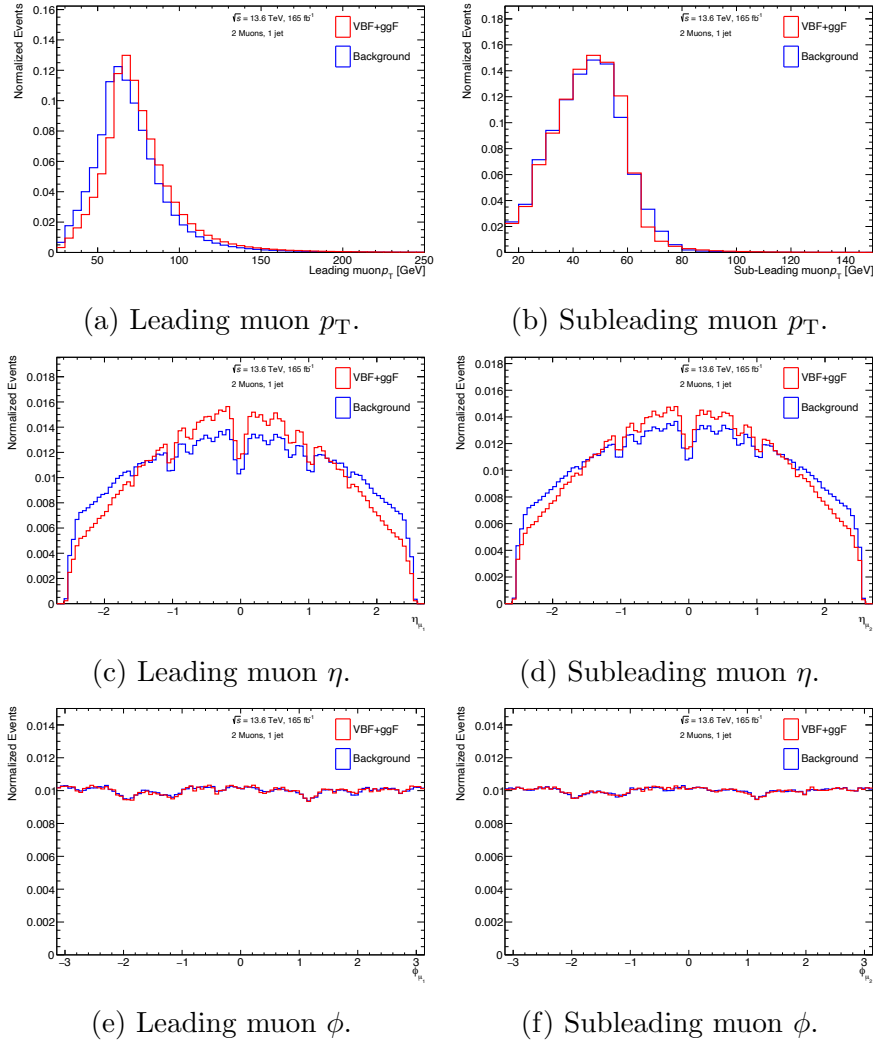 Normalized Events
0.16
0.14
0.12
0.1
0.08
0.06
0.04
0.02
0
50 100 150 200 250
Leading muon p_T [GeV]
√s = 13.6 TeV, 165 fb⁻¹
2 Muons, 1 jet
VBF+ggF
Background
(a) Leading muon p_T.
Normalized Events
0.18
0.16
0.14
0.12
0.1
0.08
0.06
0.04
0.02
0
20 40 60 80 100 120 140
Sub-Leading muon p_T [GeV]
√s = 13.6 TeV, 165 fb⁻¹
2 Muons, 1 jet
VBF+ggF
Background
(b) Subleading muon p_T.
Normalized Events
0.018
0.016
0.014
0.012
0.01
0.008
0.006
0.004
0.002
0
−2 −1 0 1 2
η_μ₁
√s = 13.6 TeV, 165 fb⁻¹
2 Muons, 1 jet
VBF+ggF
Background
(c) Leading muon η.
Normalized Events
0.018
0.016
0.014
0.012
0.01
0.008
0.006
0.004
0.002
0
−2 −1 0 1 2
η_μ₂
√s = 13.6 TeV, 165 fb⁻¹
2 Muons, 1 jet
VBF+ggF
Background
(d) Subleading muon η.
Normalized Events
0.014
0.012
0.01
0.008
0.006
0.004
0.002
0
−3 −2 −1 0 1 2 3
ϕ_μ₁
√s = 13.6 TeV, 165 fb⁻¹
2 Muons, 1 jet
VBF+ggF
Background
(e) Leading muon ϕ.
Normalized Events
0.014
0.012
0.01
0.008
0.006
0.004
0.002
0
−3 −2 −1 0 1 2 3
ϕ_μ₂
√s = 13.6 TeV, 165 fb⁻¹
2 Muons, 1 jet
VBF+ggF
Background
(f) Subleading muon ϕ.